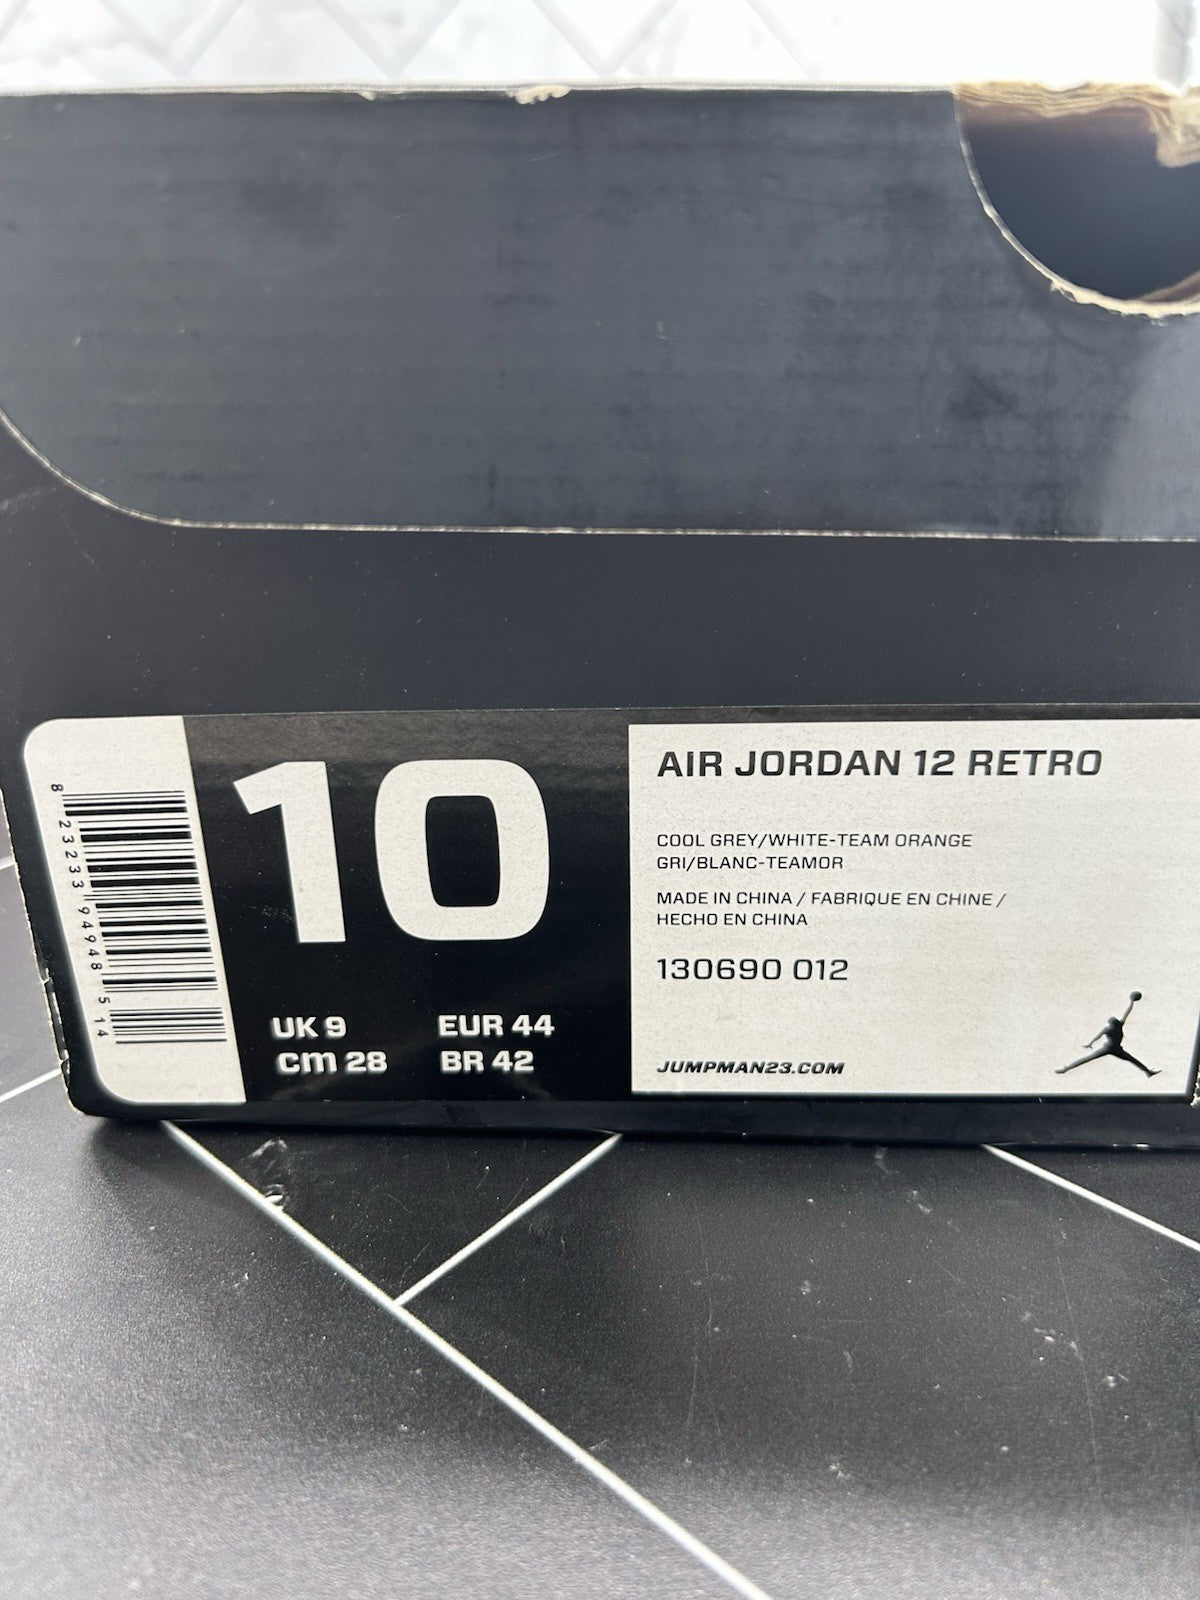 8 23233 94948 5 14
10
UK 9 EUR 44
cm 28 BR 42
AIR JORDAN 12 RETRO
COOL GREY/WHITE-TEAM ORANGE
GRI/BLANC-TEAMOR
MADE IN CHINA / FABRIQUE EN CHINE /
HECHO EN CHINA
130690 012
JUMPMAN23.COM